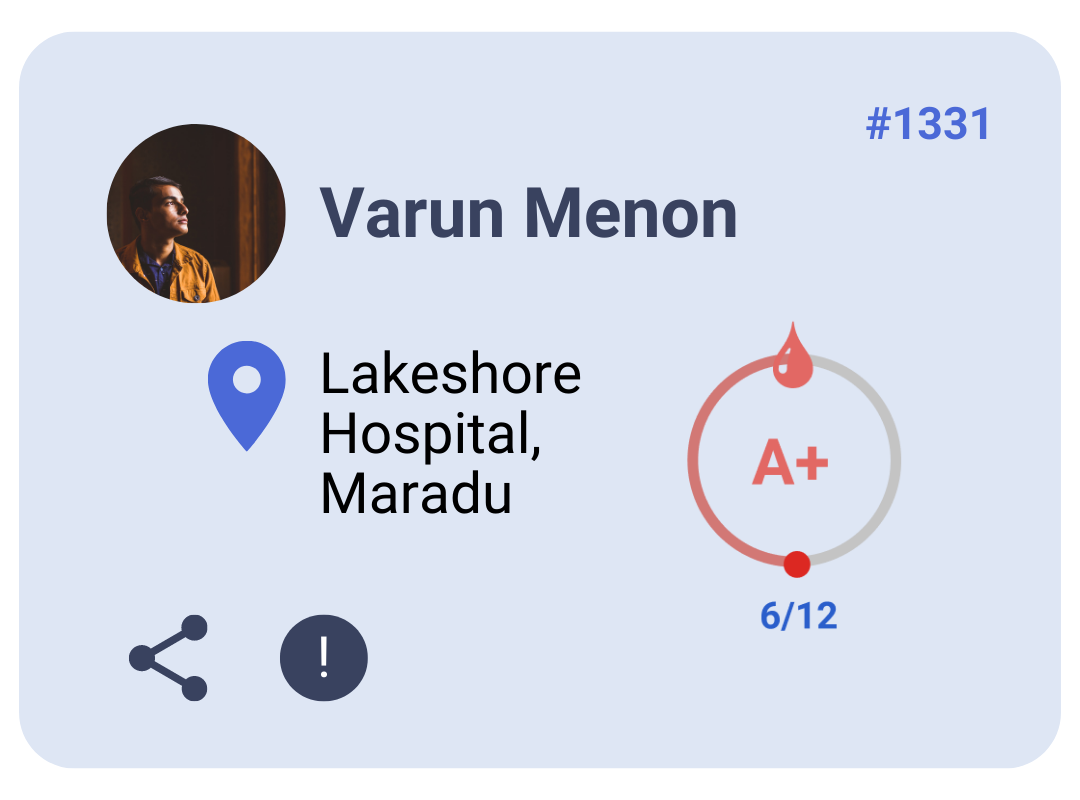 #1331
Varun Menon
Lakeshore
Hospital,
Maradu
A+
6/12
!